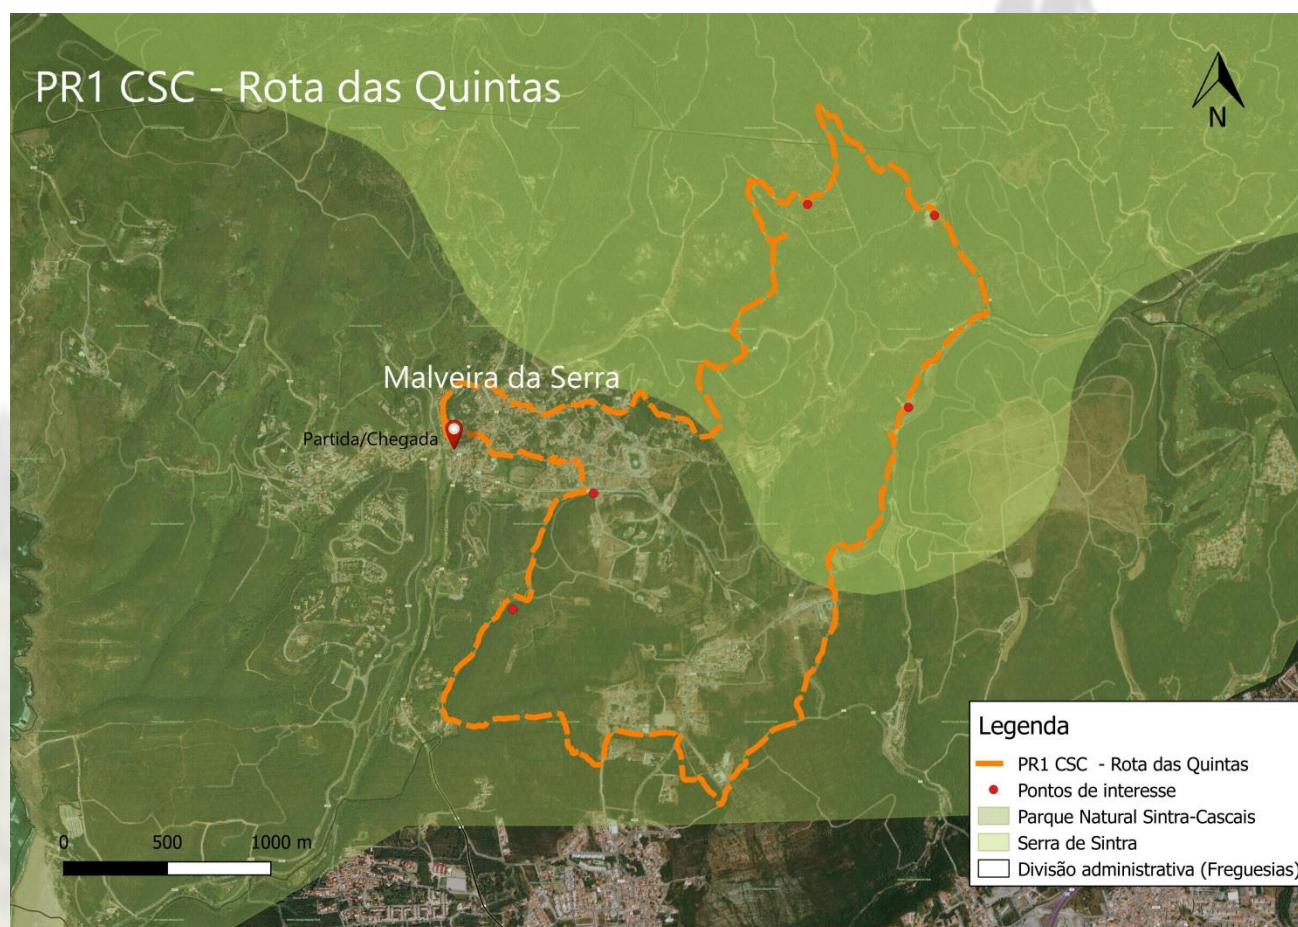 PR1 CSC - Rota das Quintas
N
Malveira da Serra
Partida/Chegada
Legenda
PR1 CSC - Rota das Quintas
Pontos de interesse
Parque Natural Sintra-Cascais
Serra de Sintra
Divisão administrativa (Freguesias)
0 500 1000 m